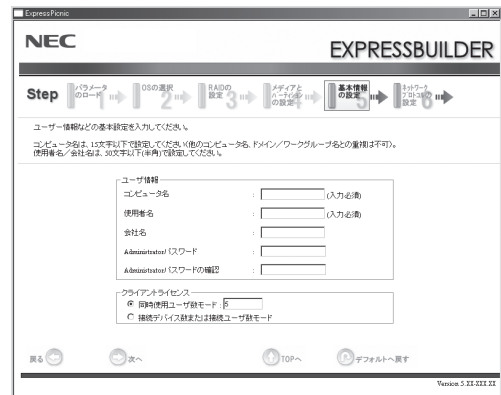 ExpressPicnic
NEC
EXPRESSBUILDER
Step
パラメータのロード 1
OSの選択 2
RAIDの設定 3
メディアとパーティションの設定 4
基本情報の設定 5
ネットワークプロトコルの設定 6
ユーザー情報などの基本設定を入力してください。
コンピュータ名は、15文字以下で設定してください(他のコンピュータ名、ドメイン／ワークグループ名との重複は不可)。
使用者名／会社名は、50文字以下(半角)で設定してください。
ユーザ情報
コンピュータ名 : (入力必須)
使用者名 : (入力必須)
会社名 :
Administratorパスワード :
Administratorパスワードの確認 :
クライアントライセンス
同時使用ユーザ数モード : 5
接続デバイス数または接続ユーザ数モード
戻る
次へ
TOPへ
デフォルトへ戻す
Version 5.XX-XXX.XX